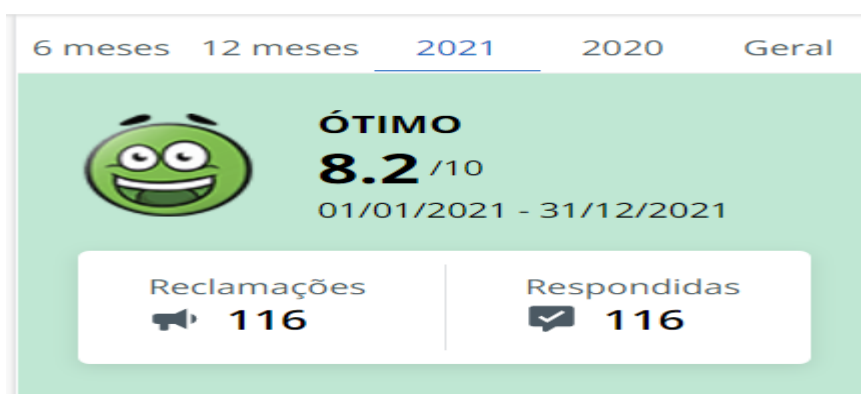 6 meses 12 meses 2021 2020 Geral
ÓTIMO
8.2 /10
01/01/2021 - 31/12/2021
Reclamações Respondidas
116 116